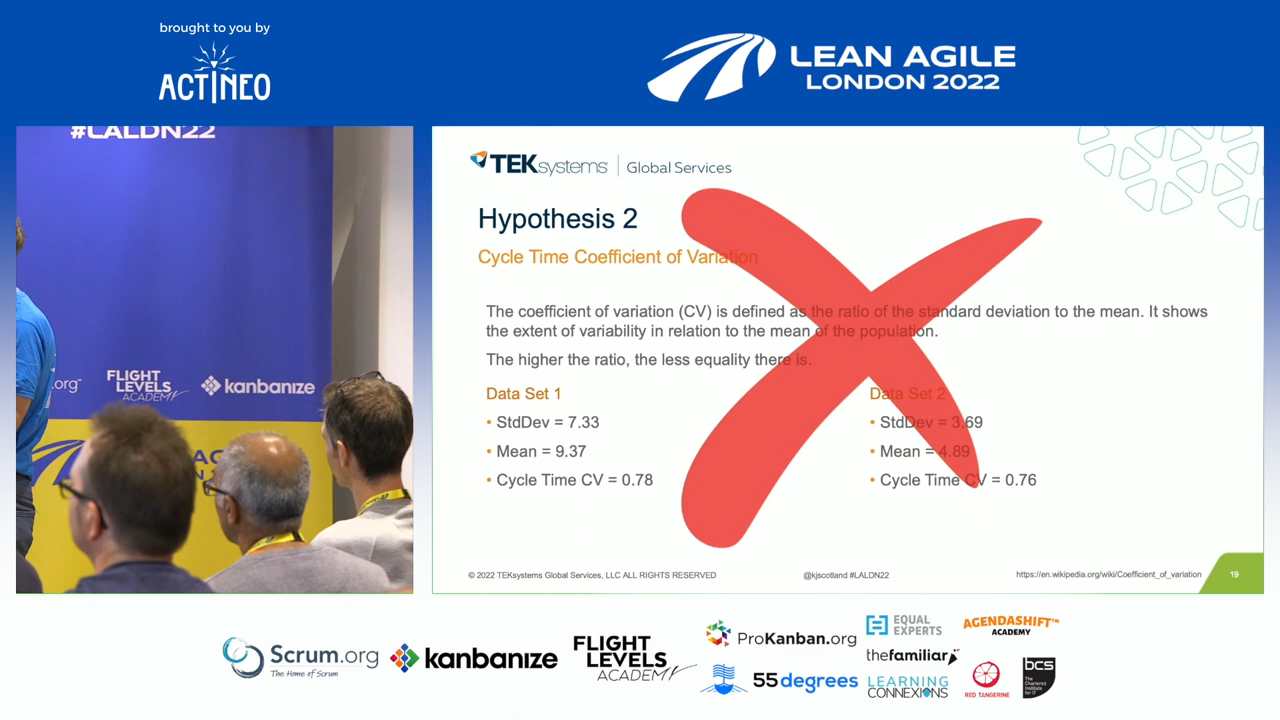 brought to you by
ACTINEO
LEAN AGILE
LONDON 2022
#LALDN22
.org
FLIGHT
LEVELS
ACADEMY
kanbanize
TEKsystems Global Services
Hypothesis 2
Cycle Time Coefficient of Variation
The coefficient of variation (CV) is defined as the ratio of the standard deviation to the mean. It shows
the extent of variability in relation to the mean of the population.
The higher the ratio, the less equality there is.
Data Set 1
• StdDev = 7.33
• Mean = 9.37
• Cycle Time CV = 0.78
Data Set 2
• StdDev = 3.69
• Mean = 4.89
• Cycle Time CV = 0.76
© 2022 TEKsystems Global Services, LLC ALL RIGHTS RESERVED
@kjscotland #LALDN22
https://en.wikipedia.org/wiki/Coefficient_of_variation
19
Scrum.org
The Home of Scrum
kanbanize
FLIGHT
LEVELS
ACADEMY
ProKanban.org
55degrees
EQUAL
EXPERTS
thefamiliar
LEARNING
CONNEXIONS
AGENDASHIFT™
ACADEMY
RED TANGERINE
bcs
The
Chartered
Institute
for IT